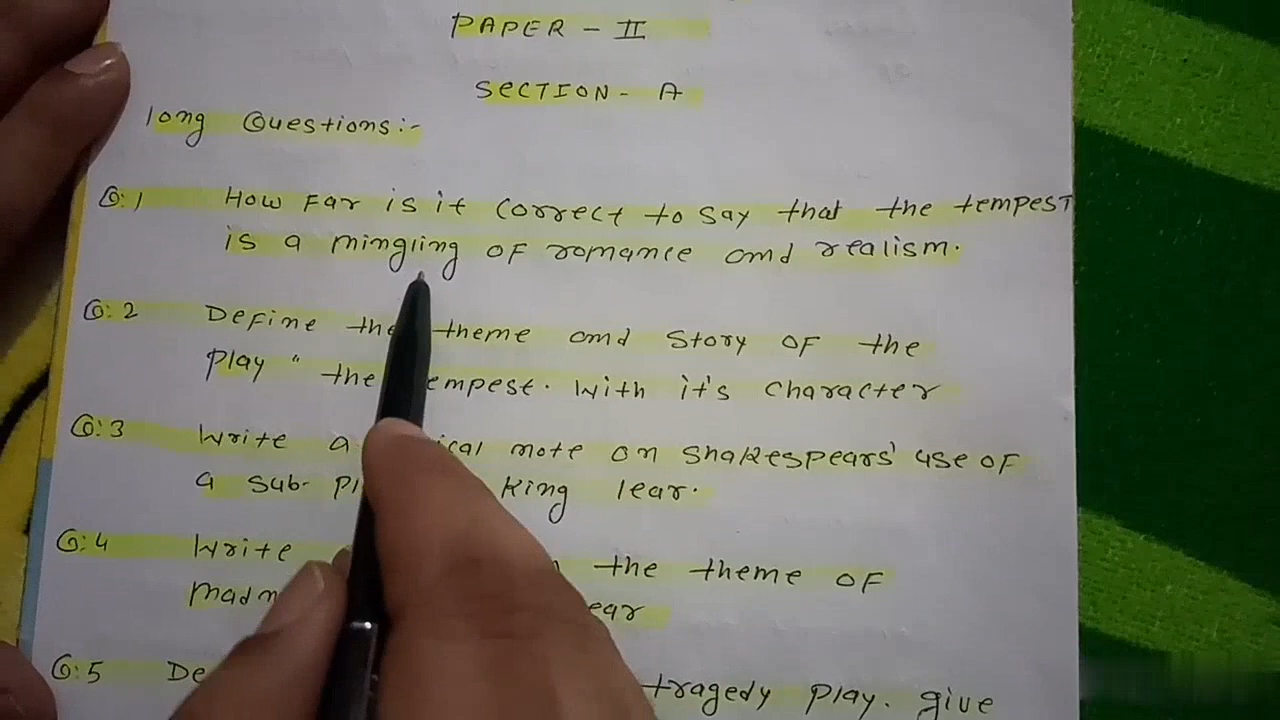 PAPER - II
SECTION - A
long Questions:-
Q:1 How Far is it correct to say that the tempest
is a mingling of romance and realism.
Q:2 Define the theme and story of the
play " the empest. with it's character
Q:3 Write a ical note on Shakespears' use of
a sub- pl King lear.
Q:4 Write the theme of
madn ear
Q:5 De tragedy play. give